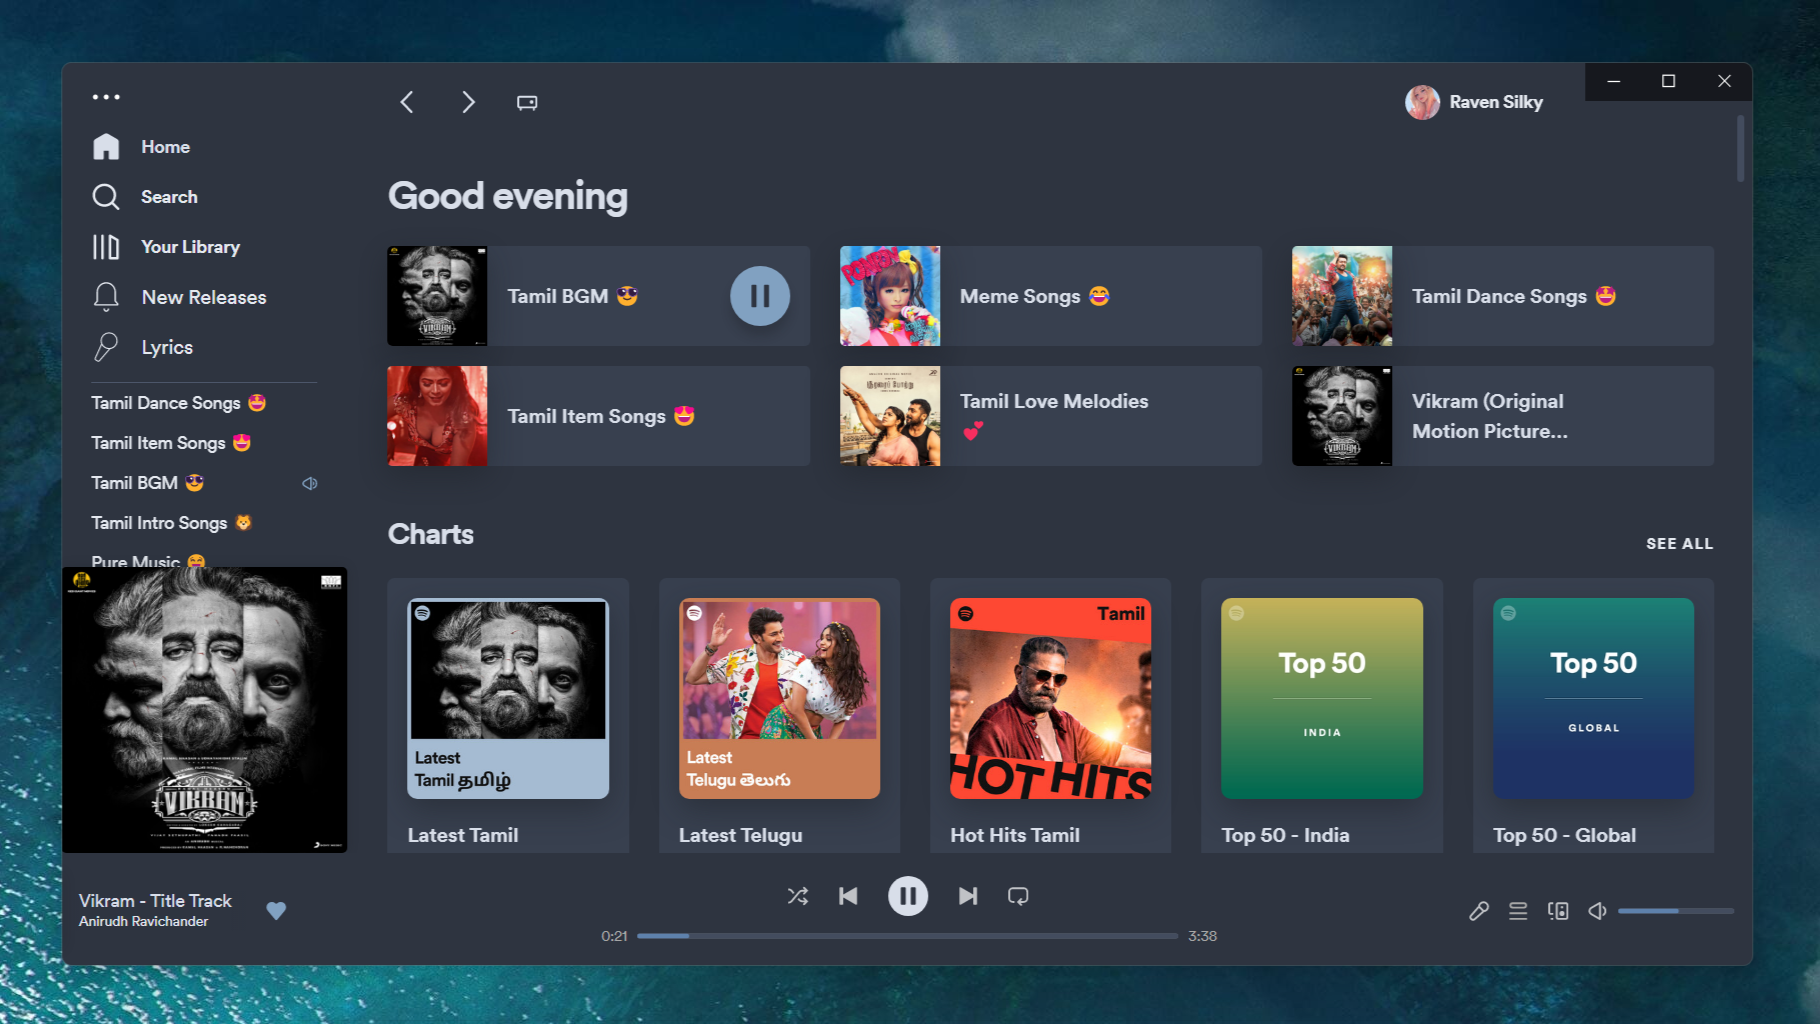 Raven Silky
Home
Search
Your Library
New Releases
Lyrics
Tamil Dance Songs 🤩
Tamil Item Songs 😍
Tamil BGM 😎
Tamil Intro Songs 🦁
Pure Music 😄
VIKRAM
Vikram - Title Track
Anirudh Ravichander
Good evening
VIKRAM
Tamil BGM 😎
Meme Songs 😂
Tamil Dance Songs 🤩
Tamil Item Songs 😍
Tamil Love Melodies
💕
VIKRAM
Vikram (Original
Motion Picture...
Charts
SEE ALL
Latest
Tamil தமிழ்
Latest Tamil
Latest
Telugu తెలుగు
Latest Telugu
Tamil
HOT HITS
Hot Hits Tamil
Top 50
INDIA
Top 50 - India
Top 50
GLOBAL
Top 50 - Global
0:21
3:38